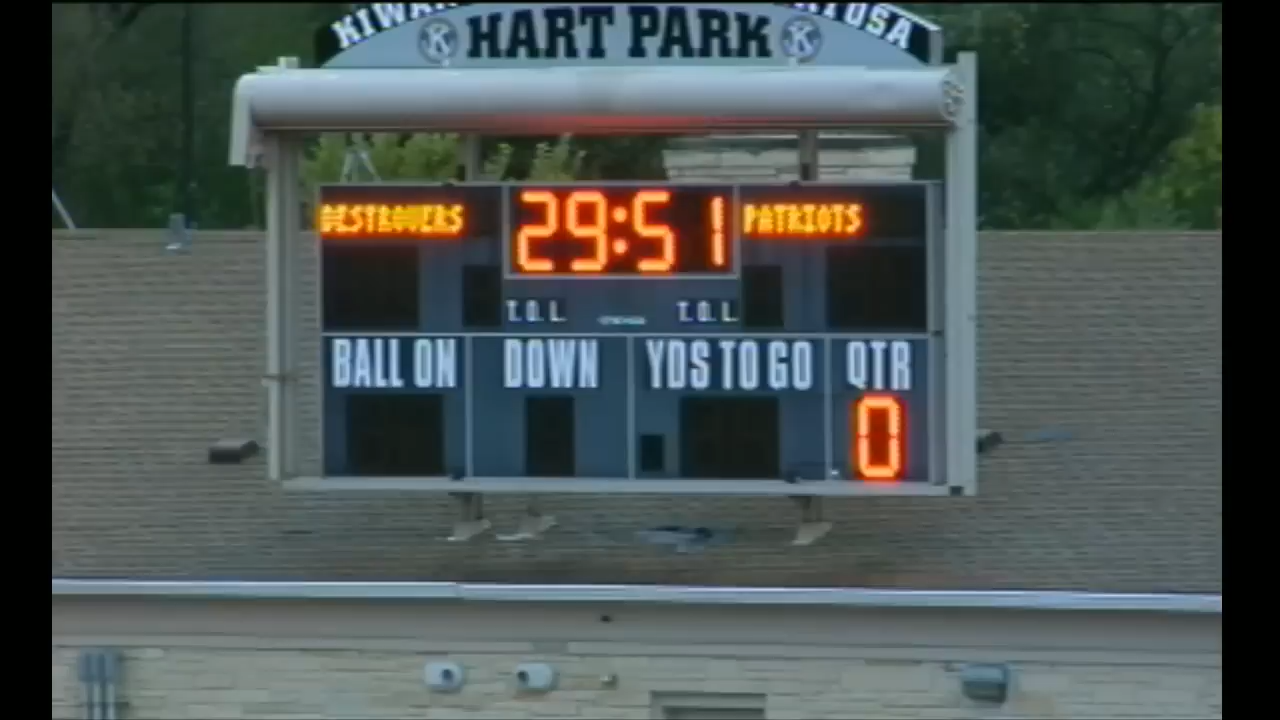 HART PARK
DESTROYERS 29:51 PATRIOTS
T.O.L. T.O.L.
BALL ON DOWN YDS TO GO QTR
0